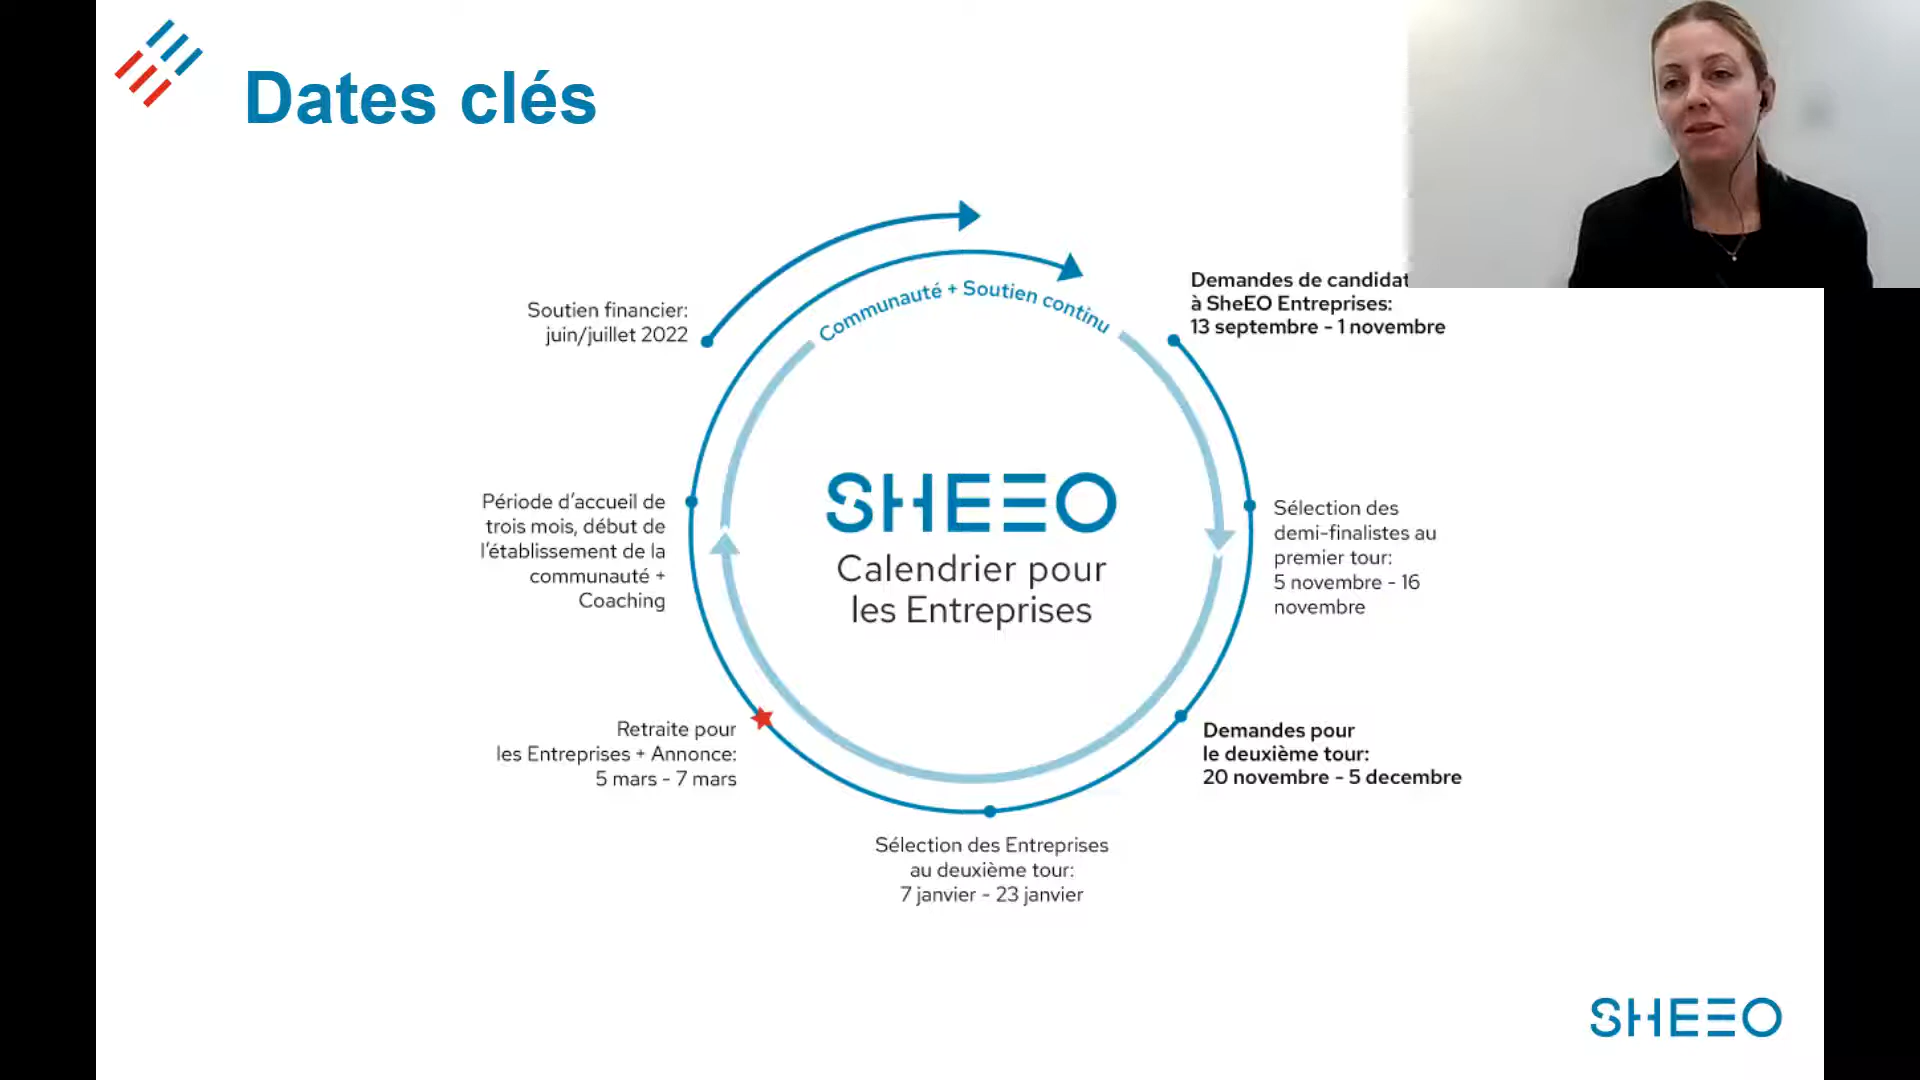 Dates clés
Communauté + Soutien continu
Demandes de
à SheEO Entreprises:
13 septembre - 1 novembre
Sélection des
demi-finalistes au
premier tour:
5 novembre - 16
novembre
Demandes pour
le deuxième tour:
20 novembre - 5 decembre
Sélection des Entreprises
au deuxième tour:
7 janvier - 23 janvier
Retraite pour
les Entreprises + Annonce:
5 mars - 7 mars
Période d'accueil de
trois mois, début de
l'établissement de la
communauté +
Coaching
Soutien financier:
juin/juillet 2022
SHEEO
Calendrier pour
les Entreprises
SHEEO